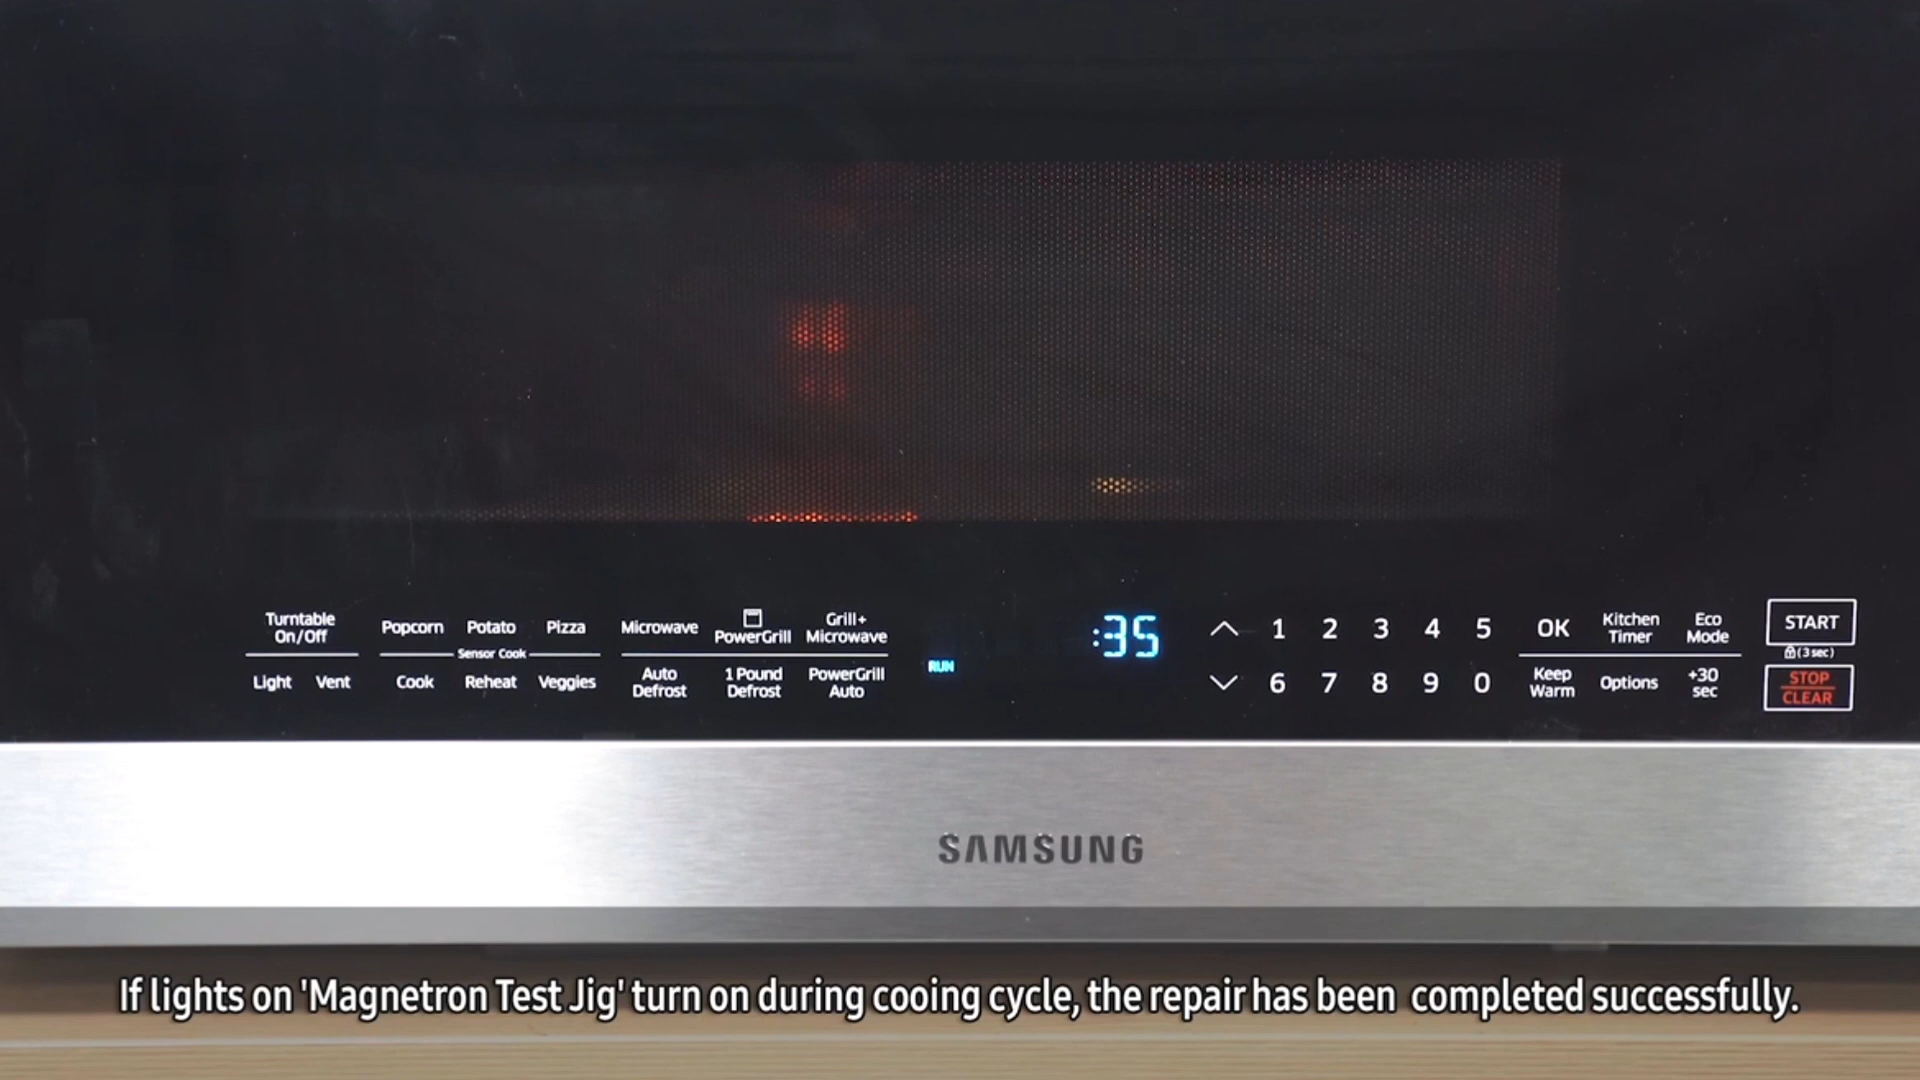 Turntable
On/Off
Light Vent
Popcorn Potato Pizza
Sensor Cook
Cook Reheat Veggies
Microwave PowerGrill Grill+
Microwave
Auto
Defrost
1 Pound
Defrost
PowerGrill
Auto
RUN
:35
1 2 3 4 5
6 7 8 9 0
OK
Kitchen
Timer
Eco
Mode
Keep
Warm
Options
+30
sec
START
(3 sec)
STOP
CLEAR
SAMSUNG
If lights on 'Magnetron Test Jig' turn on during cooing cycle, the repair has been completed successfully.